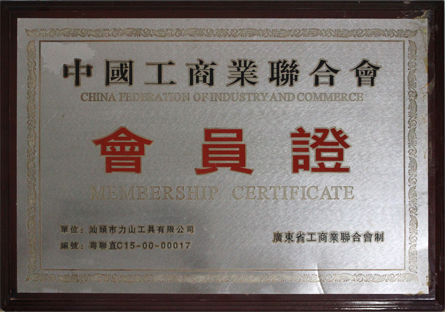 中國工商業聯合會
CHINA FEDERATION OF INDUSTRY AND COMMERCE
會員證
MEMBERSHIP CERTIFICATE
單位：汕頭市力山工具有限公司
編號：粤聯直C15-00-00017
廣東省工商業聯合會制